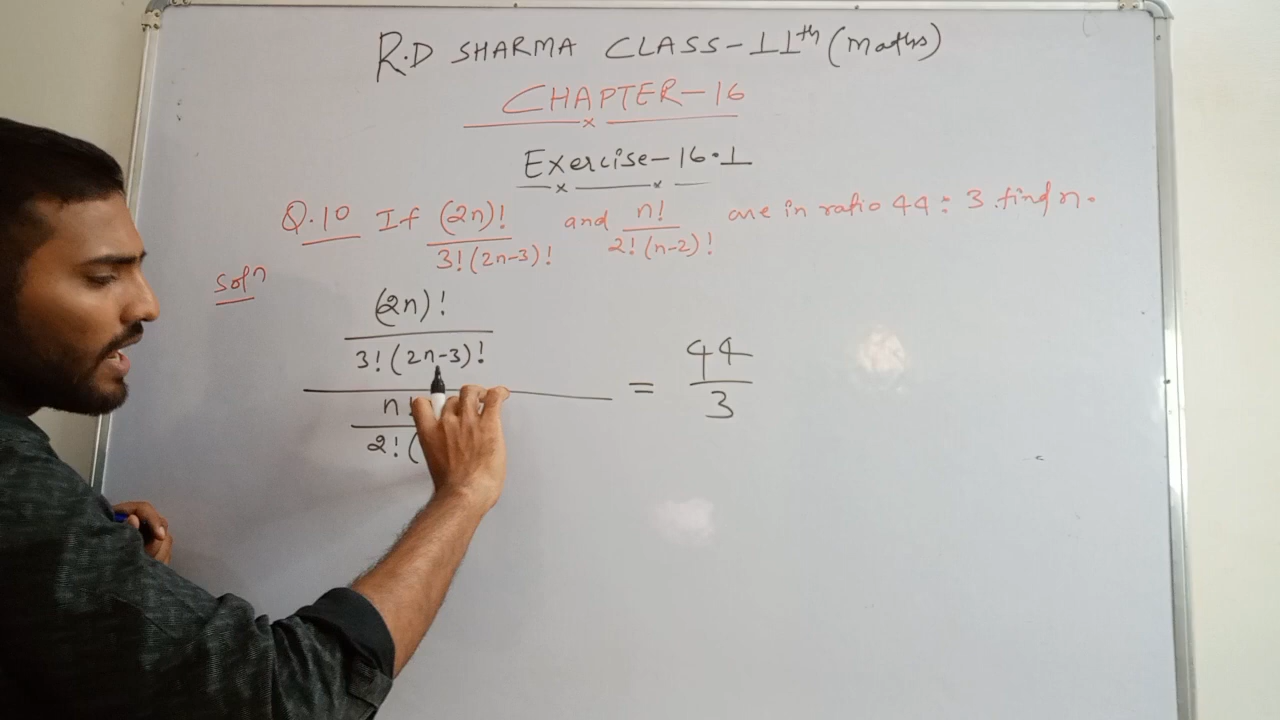 R.D SHARMA CLASS-11th (Maths)
CHAPTER-16
Exercise-16.1
Q.10 If (2n)! / 3!(2n-3)! and n! / 2!(n-2)! are in ratio 44:3 find n.
Soln
(2n)!
3!(2n-3)!
n!
2!(
= 44 / 3